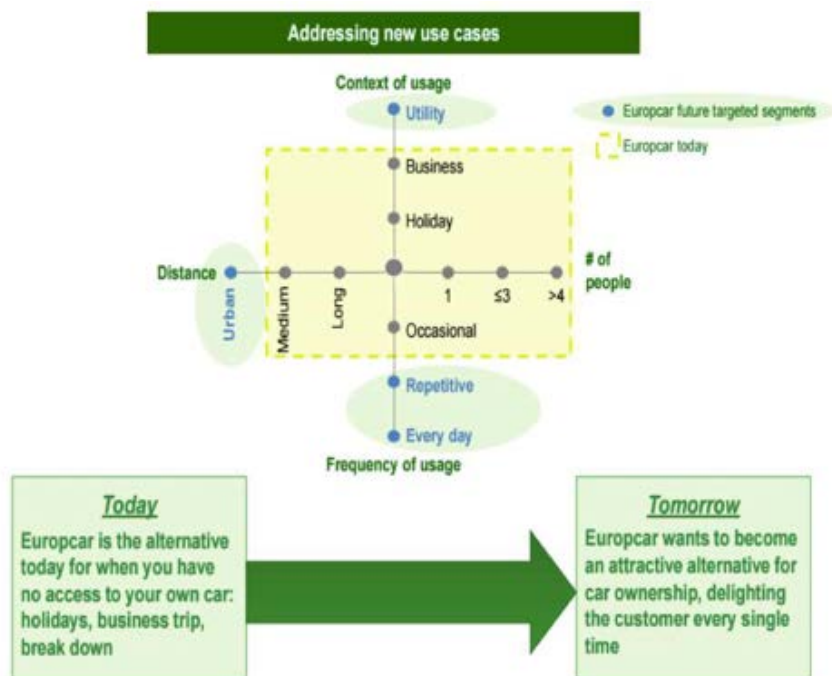 Addressing new use cases
Context of usage
Utility
Europcar future targeted segments
Europcar today
Business
Holiday
Distance
Urban
Medium
Long
1
≤3
>4
# of
people
Occasional
Repetitive
Every day
Frequency of usage
Today
Europcar is the alternative
today for when you have
no access to your own car:
holidays, business trip,
break down
Tomorrow
Europcar wants to become
an attractive alternative for
car ownership, delighting
the customer every single
time